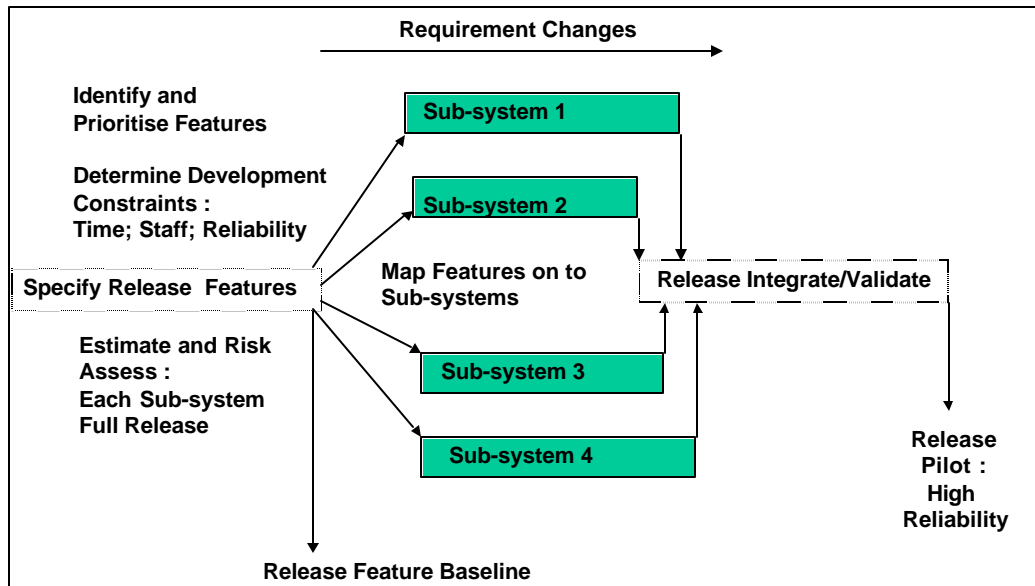 Requirement Changes
Identify and
Prioritise Features
Sub-system 1
Determine Development
Constraints :
Time; Staff; Reliability
Sub-system 2
Specify Release Features
Map Features on to
Sub-systems
Release Integrate/Validate
Estimate and Risk
Assess :
Each Sub-system
Full Release
Sub-system 3
Sub-system 4
Release
Pilot :
High
Reliability
Release Feature Baseline